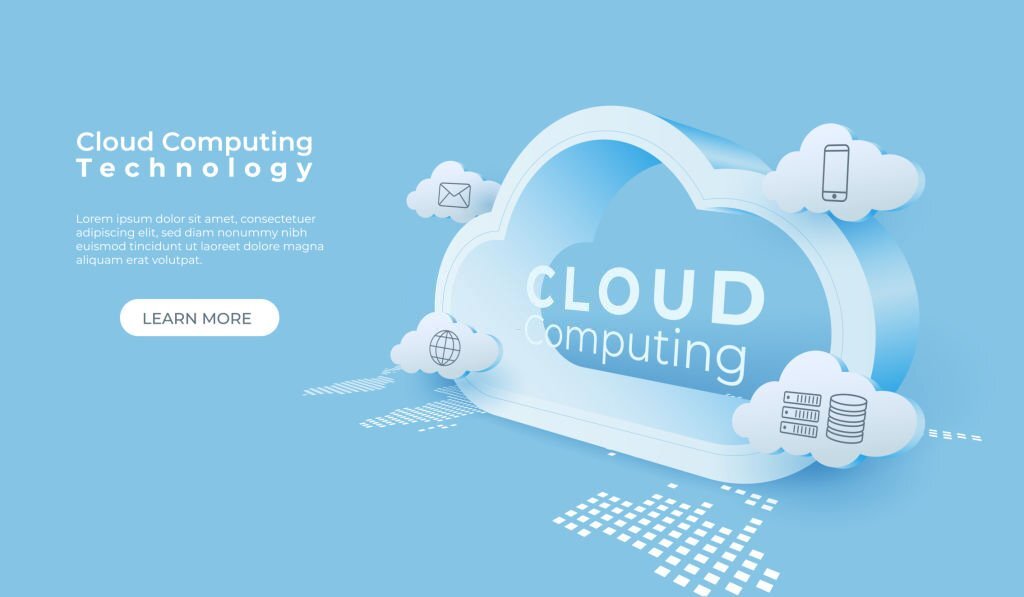 Cloud Computing
Technology
Lorem ipsum dolor sit amet, consectetuer
adipiscing elit, sed diam nonummy nibh
euismod tincidunt ut laoreet dolore magna
aliquam erat volutpat.
LEARN MORE
CLOUD
Computing